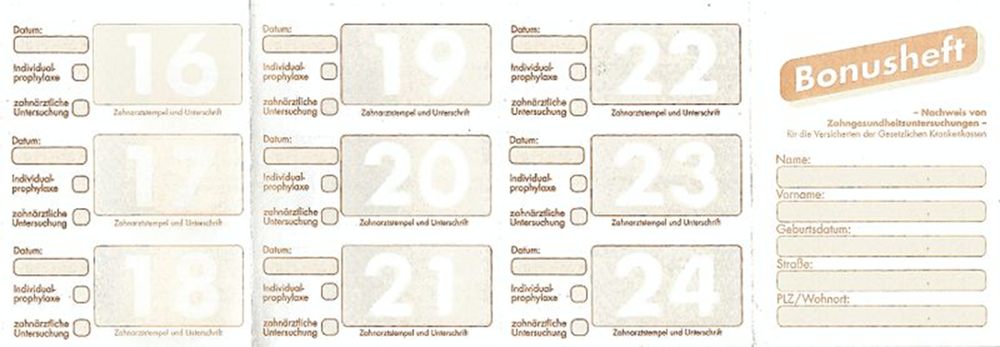 Datum:
16
Individual-
prophylaxe
zahnärztliche
Untersuchung
Zahnarztstempel und Unterschrift
Datum:
17
Individual-
prophylaxe
zahnärztliche
Untersuchung
Zahnarztstempel und Unterschrift
Datum:
18
Individual-
prophylaxe
zahnärztliche
Untersuchung
Zahnarztstempel und Unterschrift
Datum:
19
Individual-
prophylaxe
zahnärztliche
Untersuchung
Zahnarztstempel und Unterschrift
Datum:
20
Individual-
prophylaxe
zahnärztliche
Untersuchung
Zahnarztstempel und Unterschrift
Datum:
21
Individual-
prophylaxe
zahnärztliche
Untersuchung
Zahnarztstempel und Unterschrift
Datum:
22
Individual-
prophylaxe
zahnärztliche
Untersuchung
Zahnarztstempel und Unterschrift
Datum:
23
Individual-
prophylaxe
zahnärztliche
Untersuchung
Zahnarztstempel und Unterschrift
Datum:
24
Individual-
prophylaxe
zahnärztliche
Untersuchung
Zahnarztstempel und Unterschrift
Bonusheft
– Nachweis von
Zahngesundheitsuntersuchungen –
für die Versicherten der Gesetzlichen Krankenkassen
Name:
Vorname:
Geburtsdatum:
Straße:
PLZ/Wohnort: